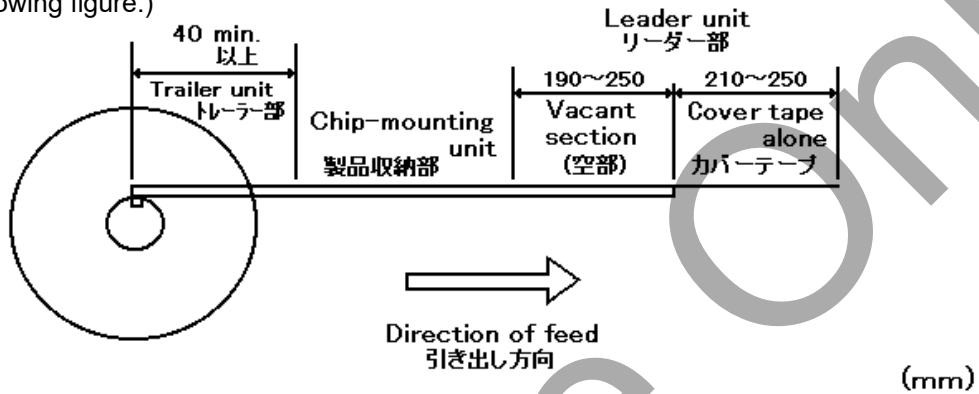 owing figure.)
40 min.
以上
Trailer unit
トレーラー部
Chip-mounting
unit
製品収納部
Leader unit
リーダー部
190～250
Vacant
section
(空部)
210～250
Cover tape
alone
カバーテープ
Direction of feed
引き出し方向
(mm)